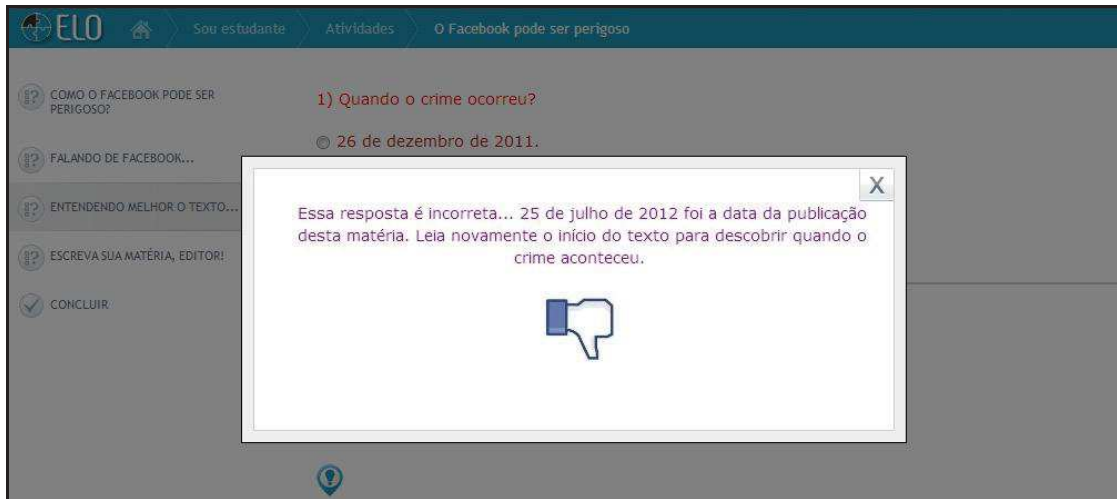 ELO Sou estudante Atividades O Facebook pode ser perigoso
COMO O FACEBOOK PODE SER
PERIGOSO?
FALANDO DE FACEBOOK...
ENTENDENDO MELHOR O TEXTO...
ESCREVA SUA MATÉRIA, EDITOR!
CONCLUIR
1) Quando o crime ocorreu?
26 de dezembro de 2011.
X
Essa resposta é incorreta... 25 de julho de 2012 foi a data da publicação
desta matéria. Leia novamente o início do texto para descobrir quando o
crime aconteceu.